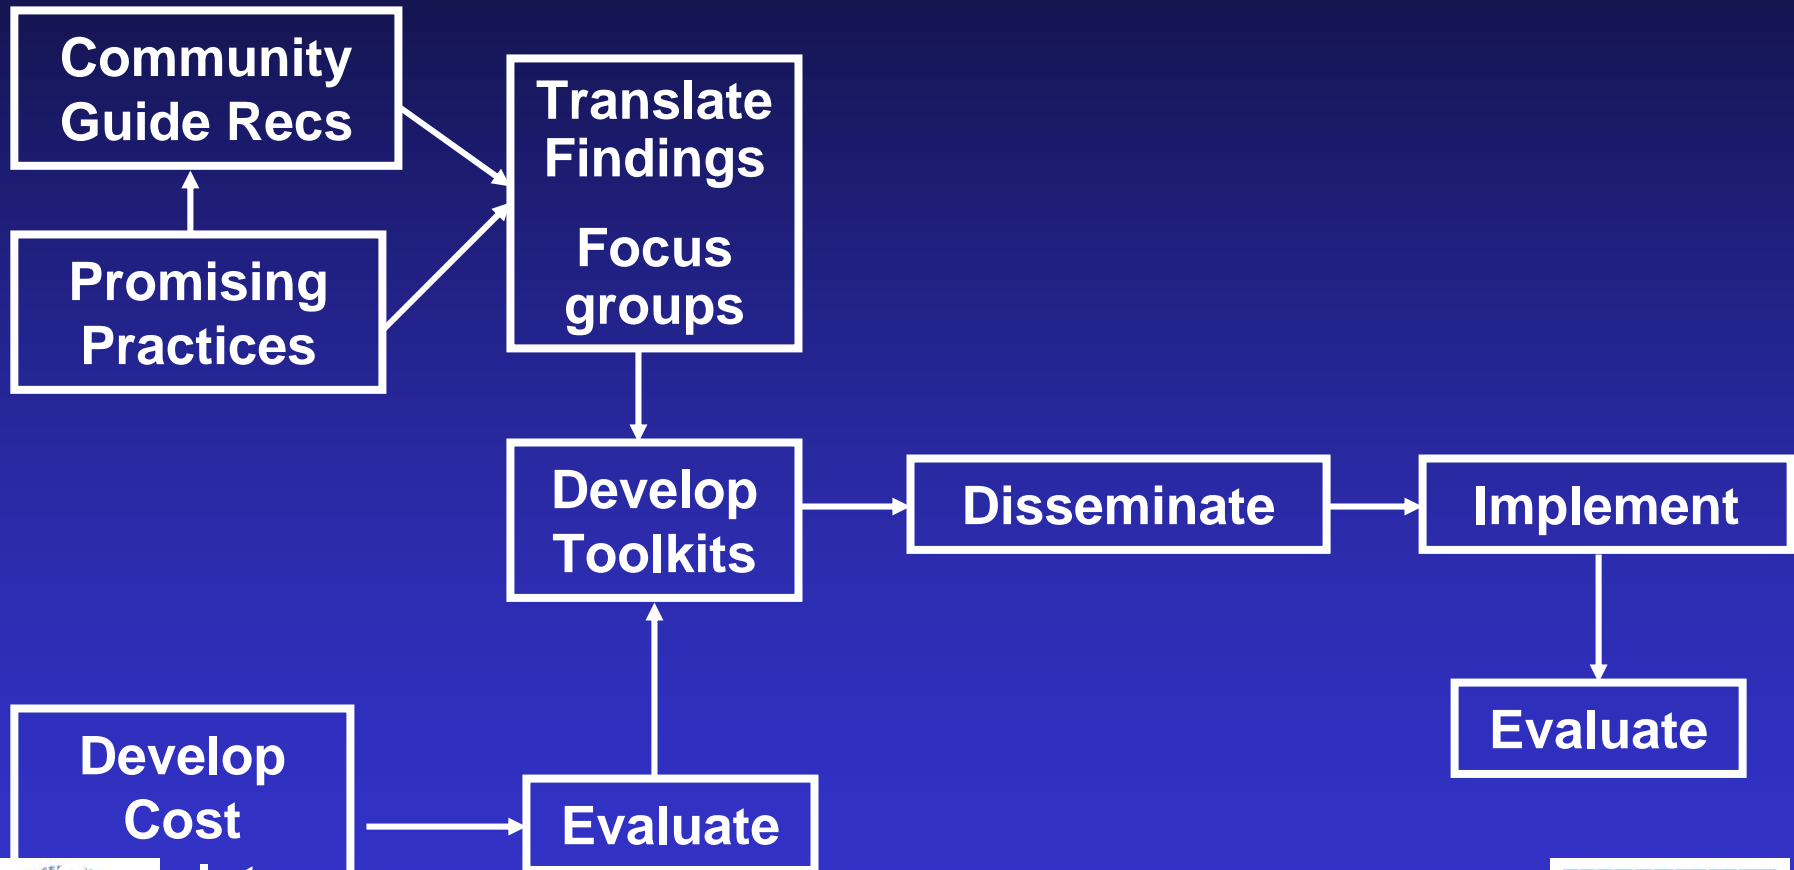 Community
Guide Recs
Translate
Findings
Focus
groups
Promising
Practices
Develop
Toolkits
Disseminate
Implement
Evaluate
Develop
Cost
Evaluate